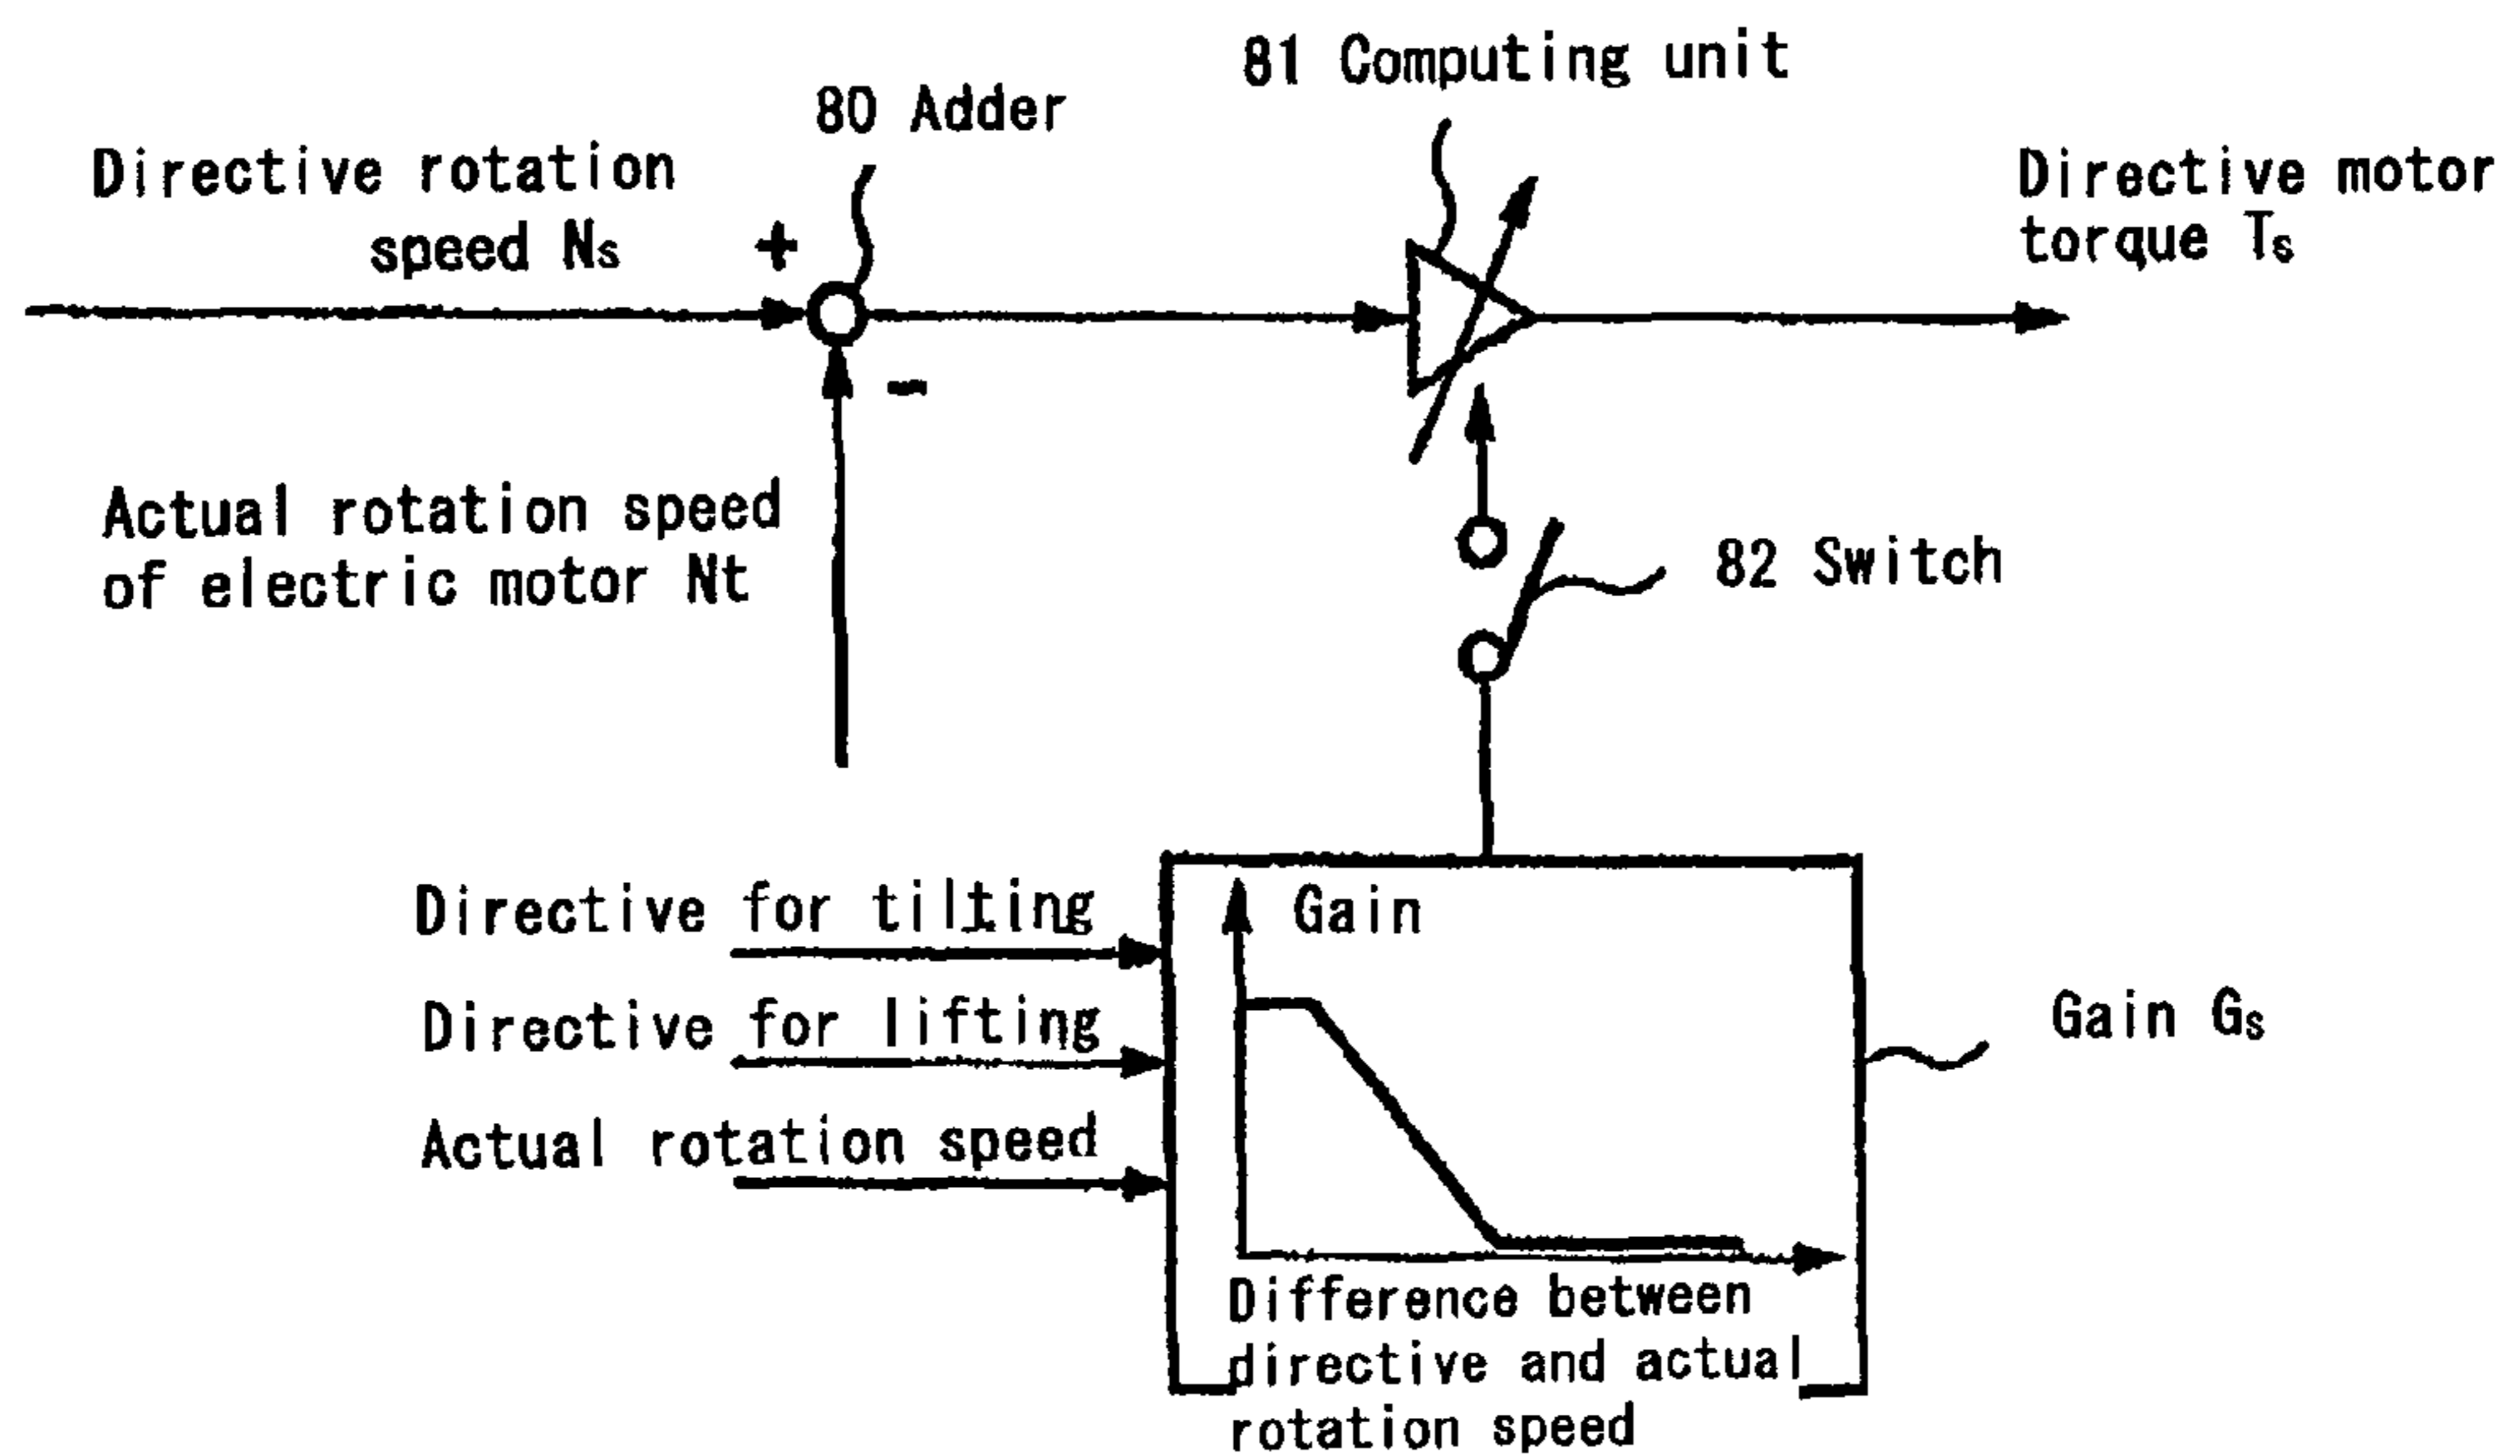 81 Computing unit
80 Adder
Directive rotation
speed Ns
+
Directive motor
torque Ts
-
Actual rotation speed
of electric motor Nt
82 Switch
Directive for tilting
Directive for lifting
Actual rotation speed
Gain
Gain Gs
Difference between
directive and actual
rotation speed